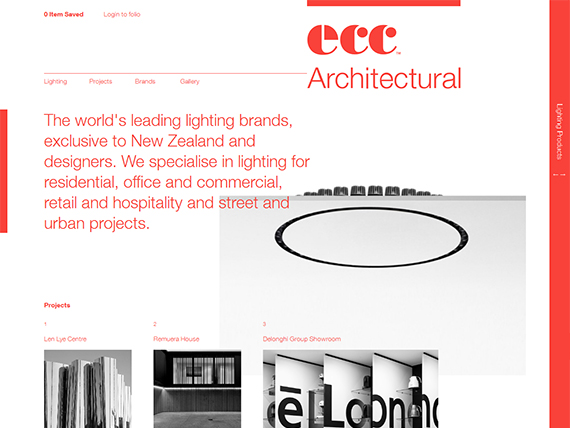 0 Item Saved
Login to folio
ecc™
Architectural
Lighting
Projects
Brands
Gallery
Lighting Products
The world's leading lighting brands,
exclusive to New Zealand and
designers. We specialise in lighting for
residential, office and commercial,
retail and hospitality and street and
urban projects.
Projects
1
Len Lye Centre
2
Remuera House
3
Delonghi Group Showroom